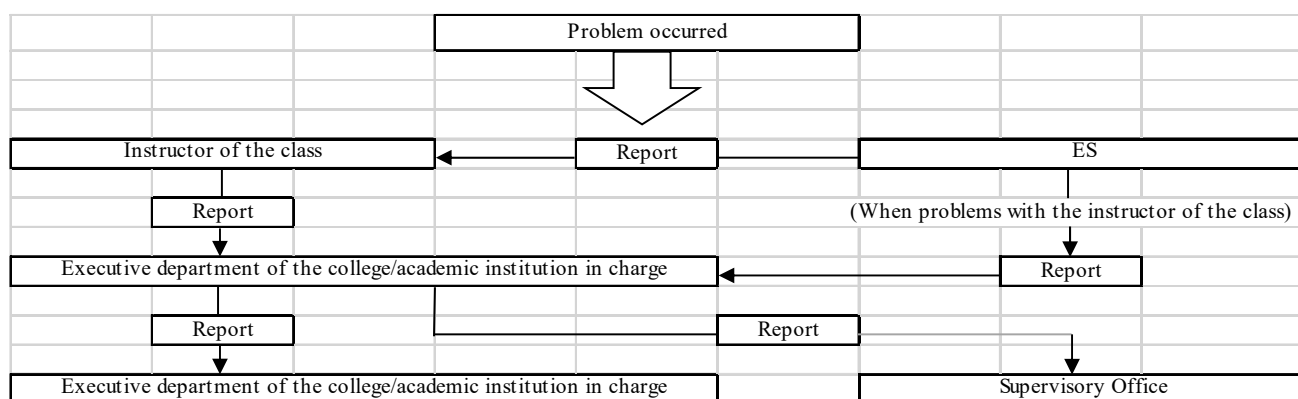 Problem occurred
Instructor of the class
Report
ES
Report
(When problems with the instructor of the class)
Executive department of the college/academic institution in charge
Report
Report
Report
Executive department of the college/academic institution in charge
Supervisory Office